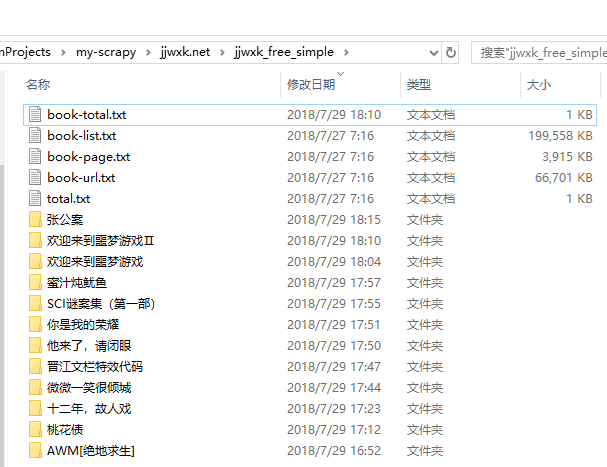 nProjects > my-scrapy > jjwxk.net > jjwxk_free_simple > 搜索"jjwxk_free_simple
名称 修改日期 类型 大小
book-total.txt 2018/7/29 18:10 文本文档 1 KB
book-list.txt 2018/7/27 7:16 文本文档 199,558 KB
book-page.txt 2018/7/27 7:16 文本文档 3,915 KB
book-url.txt 2018/7/27 7:16 文本文档 66,701 KB
total.txt 2018/7/27 7:16 文本文档 1 KB
张公案 2018/7/29 18:15 文件夹
欢迎来到噩梦游戏Ⅱ 2018/7/29 18:10 文件夹
欢迎来到噩梦游戏 2018/7/29 18:04 文件夹
蜜汁炖鱿鱼 2018/7/29 17:57 文件夹
SCI谜案集（第一部） 2018/7/29 17:55 文件夹
你是我的荣耀 2018/7/29 17:51 文件夹
他来了，请闭眼 2018/7/29 17:50 文件夹
晋江文栏特效代码 2018/7/29 17:47 文件夹
微微一笑很倾城 2018/7/29 17:44 文件夹
十二年，故人戏 2018/7/29 17:23 文件夹
桃花债 2018/7/29 17:12 文件夹
AWM[绝地求生] 2018/7/29 16:52 文件夹